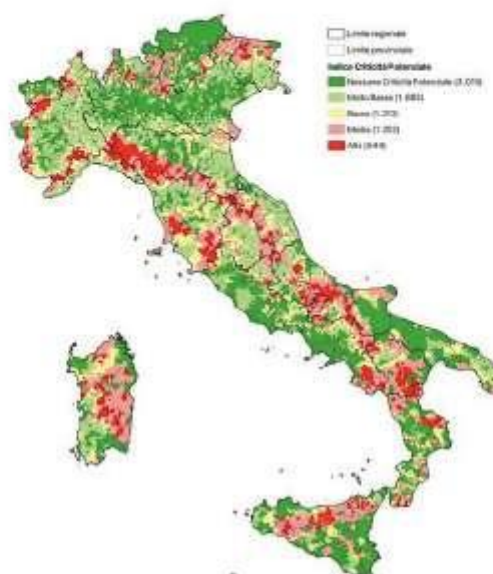 Limite regionale
Limite provinciale
Indice Criticità Potenziale
Nessuna Criticità Potenziale
Molto Bassa
Bassa
Media
Alta